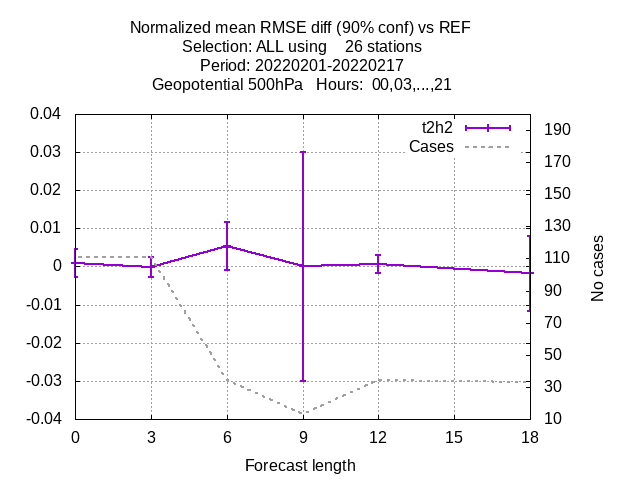 Normalized mean RMSE diff (90% conf) vs REF
Selection: ALL using    26 stations
Period: 20220201-20220217
Geopotential 500hPa   Hours:  00,03,...,21
t2h2
Cases
0.04
0.03
0.02
0.01
0
-0.01
-0.02
-0.03
-0.04
190
170
150
130
110
90
70
50
30
10
No cases
0 3 6 9 12 15 18
Forecast length